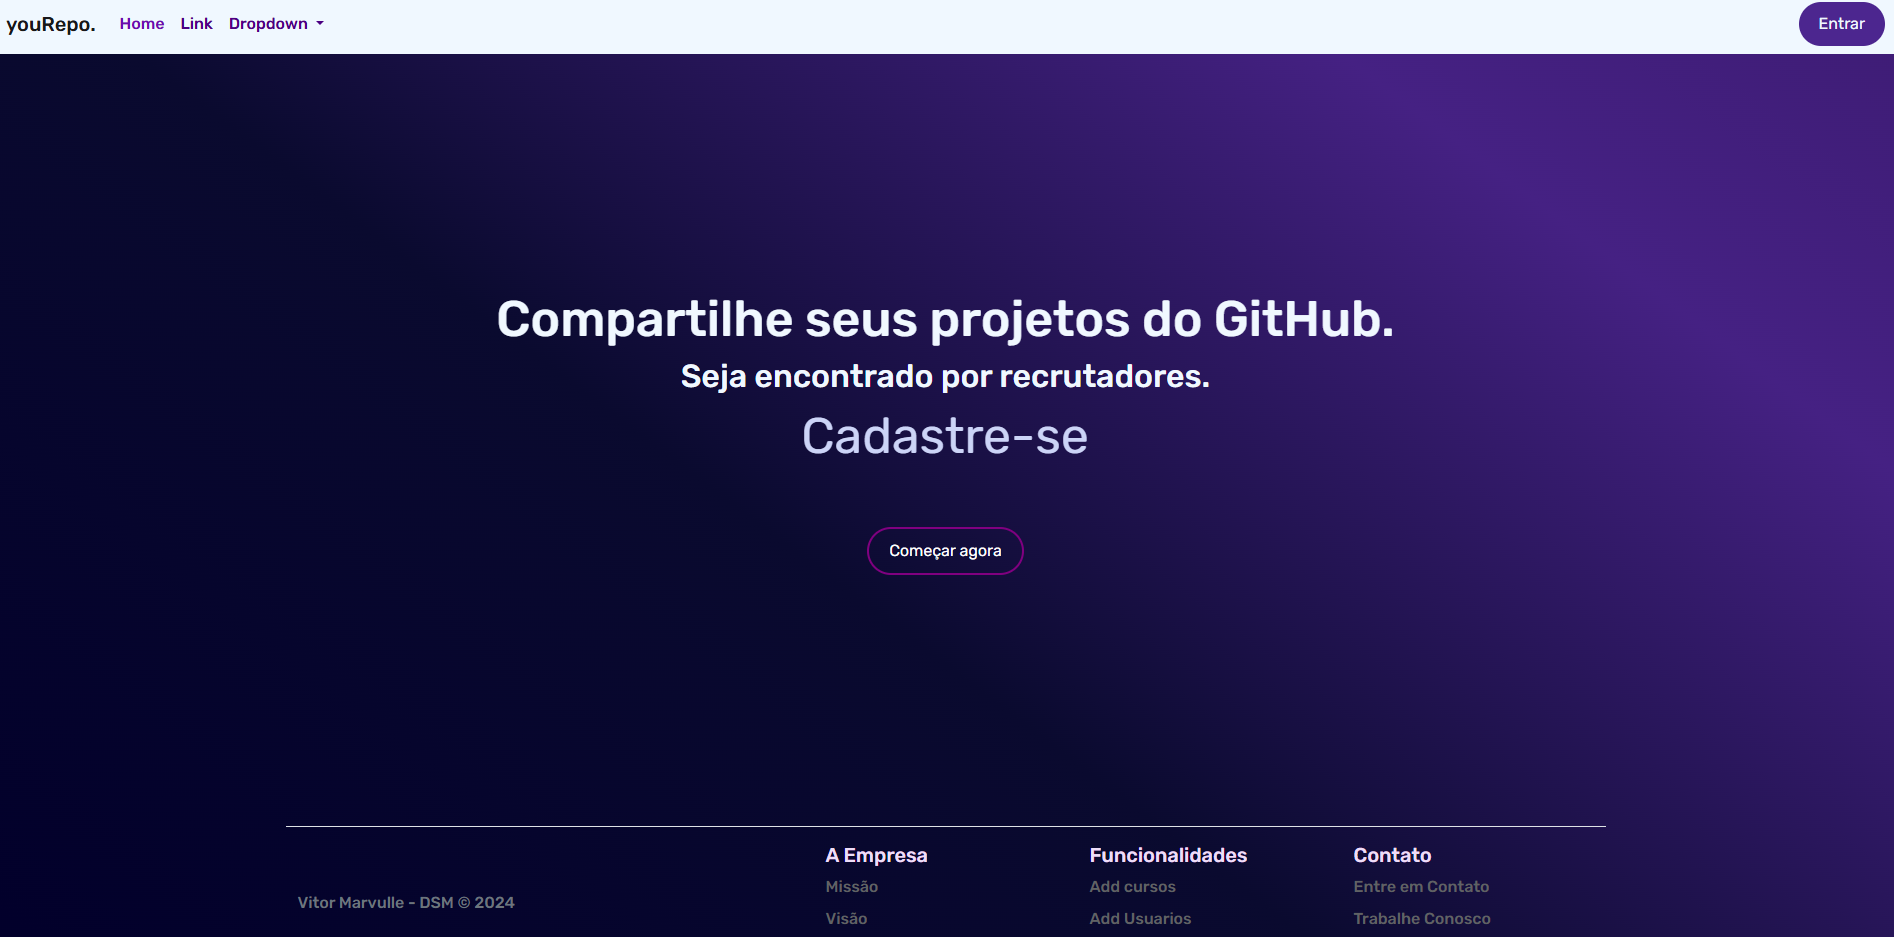 youRepo. Home Link Dropdown Entrar
Compartilhe seus projetos do GitHub.
Seja encontrado por recrutadores.
Cadastre-se
Começar agora
A Empresa Funcionalidades Contato
Missão Add cursos Entre em Contato
Vitor Marvulle - DSM © 2024
Visão Add Usuarios Trabalhe Conosco